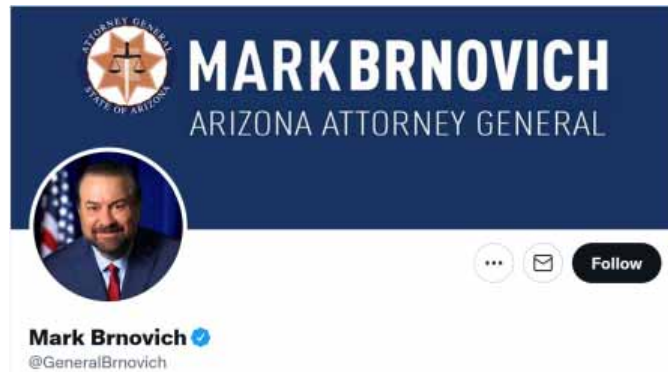 ATTORNEY GENERAL
STATE OF ARIZONA
MARK BRNOVICH
ARIZONA ATTORNEY GENERAL
Follow
Mark Brnovich
@GeneralBrnovich